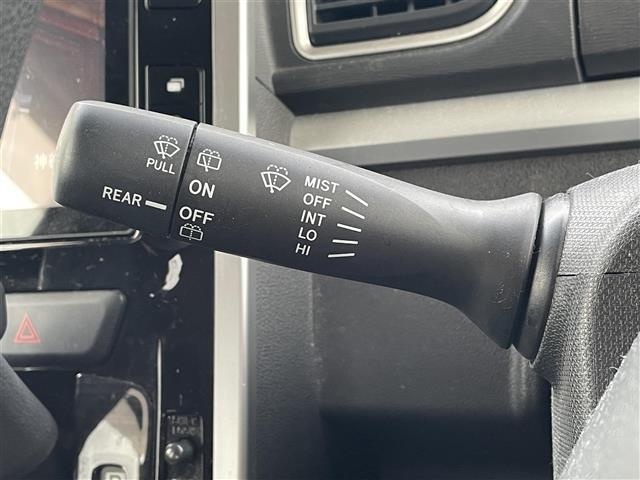 PULL
REAR
ON
OFF
MIST
OFF
INT
LO
HI
P